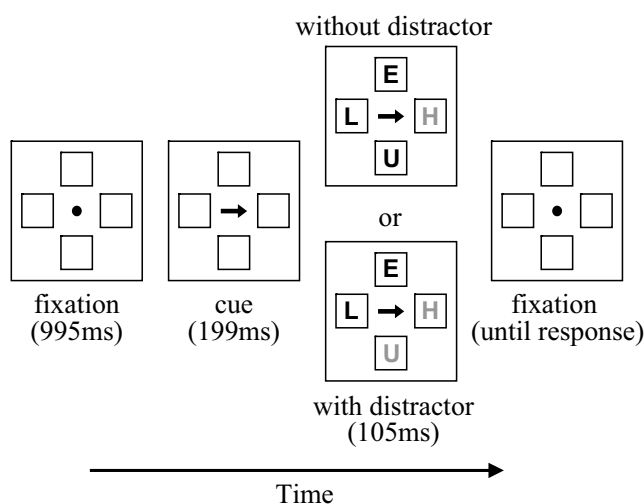 without distractor
E
L H
U
or
E
L H
U
fixation
(995ms)
cue
(199ms)
with distractor
(105ms)
fixation
(until response)
Time